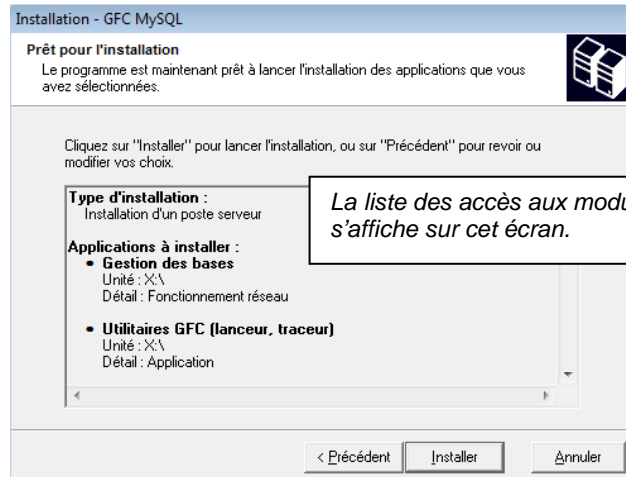 Installation - GFC MySQL
Prêt pour l'installation
Le programme est maintenant prêt à lancer l'installation des applications que vous
avez sélectionnées.
Cliquez sur "Installer" pour lancer l'installation, ou sur "Précédent" pour revoir ou
modifier vos choix.
Type d'installation :
Installation d'un poste serveur
La liste des accès aux modu
s'affiche sur cet écran.
Applications à installer :
• Gestion des bases
Unité : X:\
Détail : Fonctionnement réseau
• Utilitaires GFC (lanceur, traceur)
Unité : X:\
Détail : Application
< Précédent
Installer
Annuler